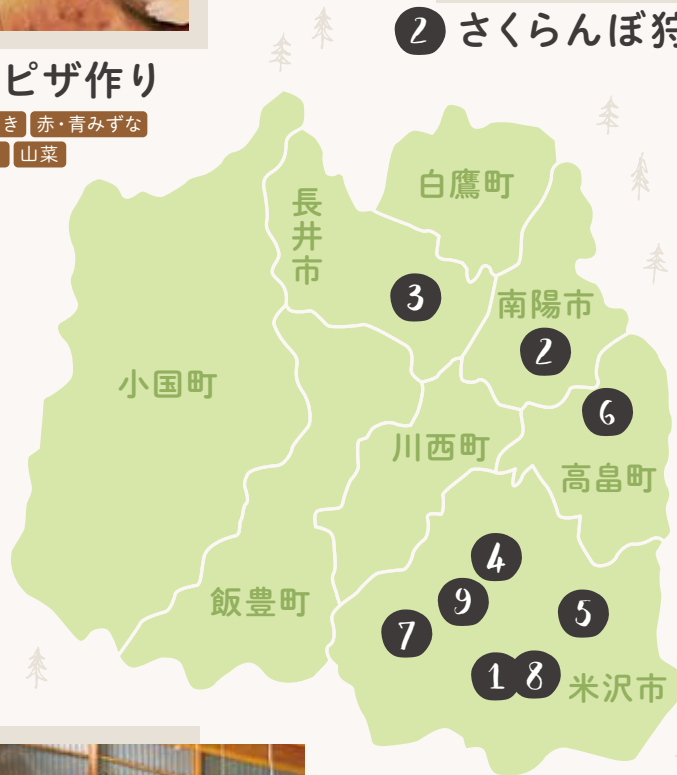 2 さくらんぼ狩
ピザ作り
き 赤・青みずな
山菜
白鷹町
長井市
3
南陽市
2
小国町
6
川西町
高畠町
4
9
5
飯豊町
7
1 8
米沢市